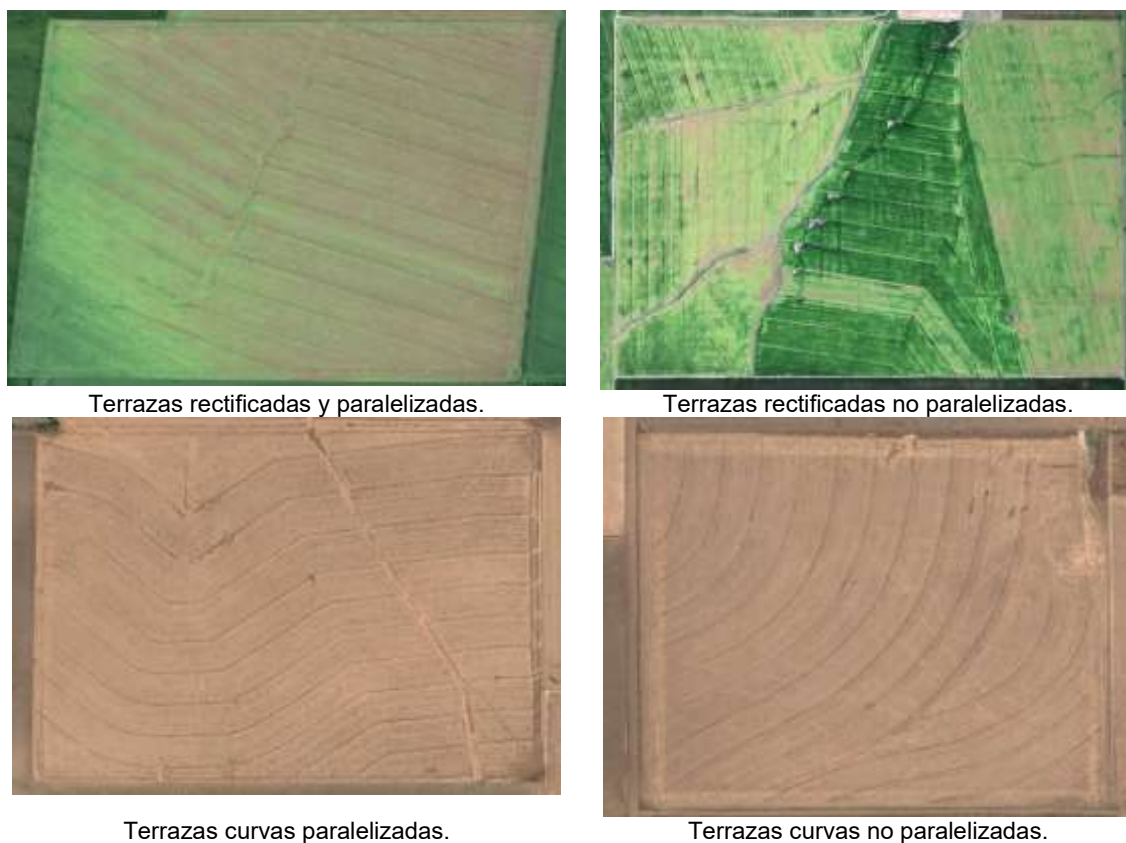 Terrazas rectificadas y paralelizadas.
Terrazas rectificadas no paralelizadas.
Terrazas curvas paralelizadas.
Terrazas curvas no paralelizadas.